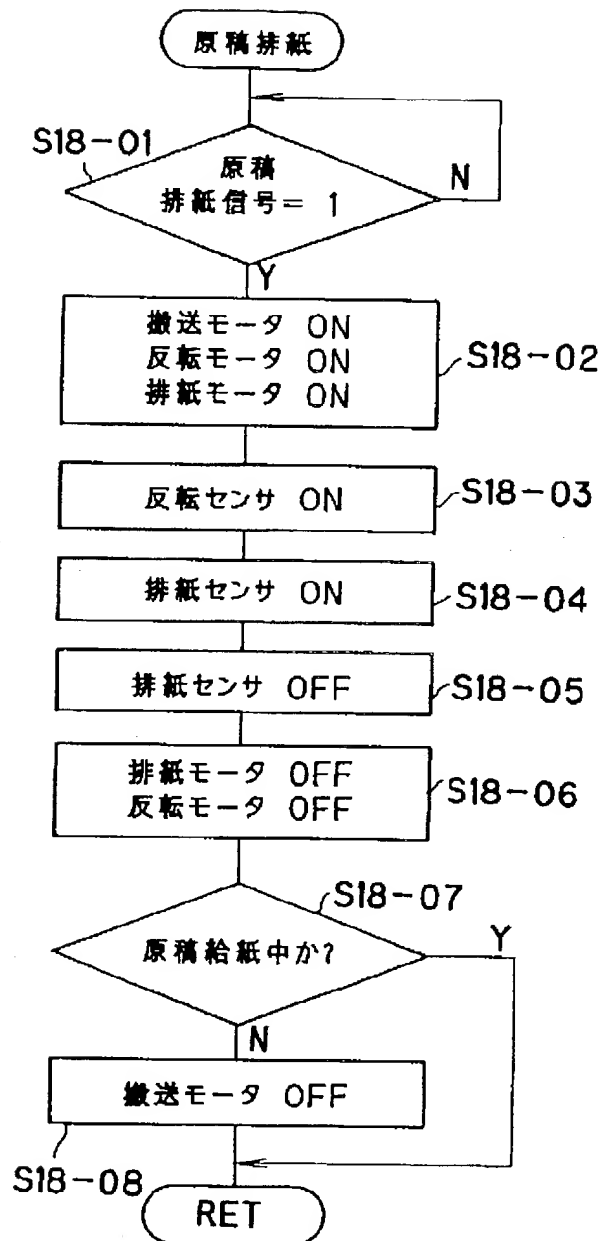 原稿排紙
S18-01
原稿
排紙信号= 1
N
Y
搬送モータ ON
反転モータ ON
排紙モータ ON
S18-02
反転センサ ON
S18-03
排紙センサ ON
S18-04
排紙センサ OFF
S18-05
排紙モータ OFF
反転モータ OFF
S18-06
S18-07
原稿給紙中か?
Y
N
搬送モータ OFF
S18-08
RET